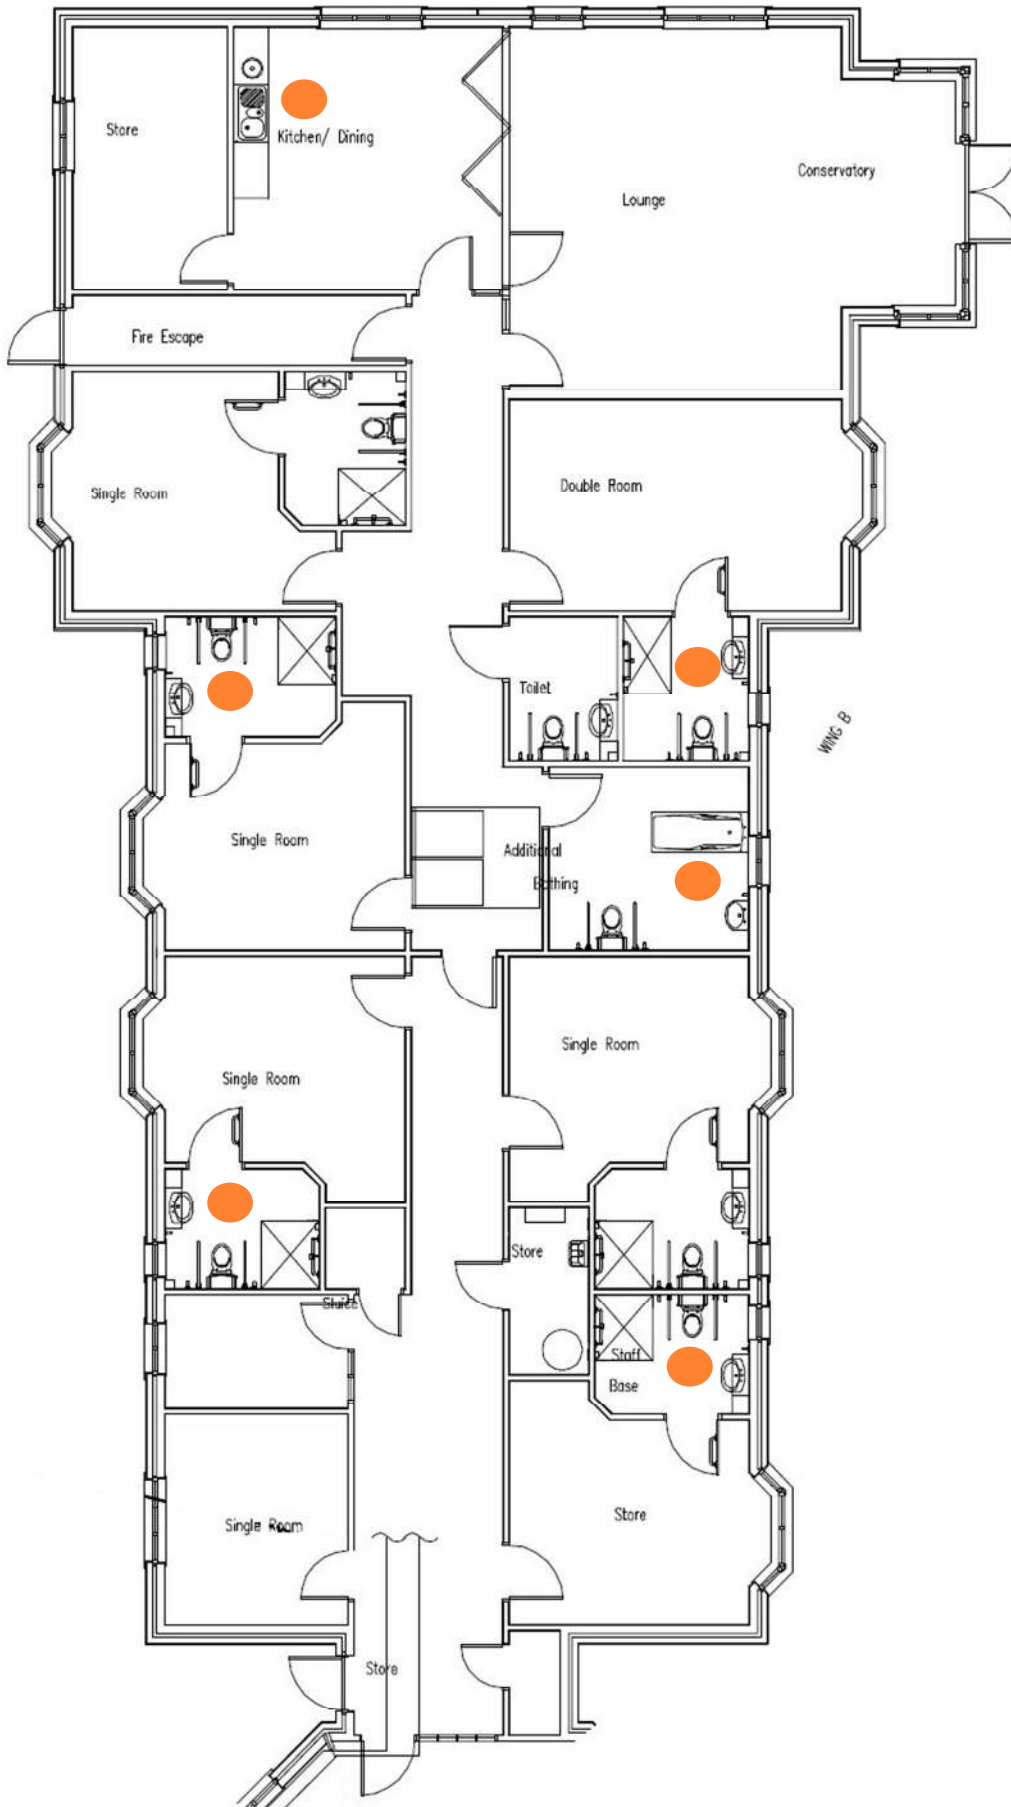 Store
Kitchen/ Dining
Lounge
Conservatory
Fire Escape
Single Room
Double Room
Toilet
WING B
Single Room
Additional
Bathing
Single Room
Single Room
Store
Sluice
Staff
Base
Single Room
Store
Store